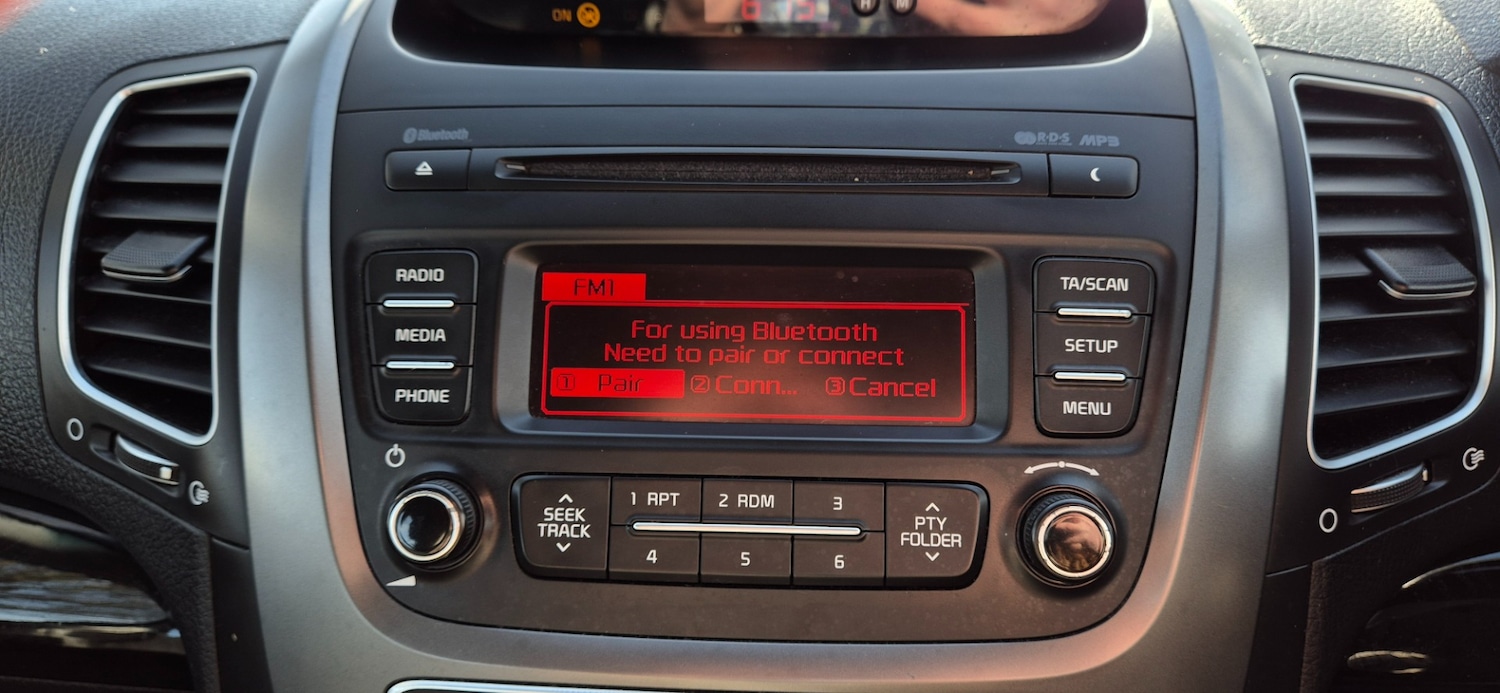 ON
H M
Bluetooth
R·D·S MP3
RADIO
MEDIA
PHONE
FM1
For using Bluetooth
Need to pair or connect
① Pair ② Conn... ③ Cancel
TA/SCAN
SETUP
MENU
SEEK
TRACK
1 RPT 2 RDM 3
4 5 6
PTY
FOLDER